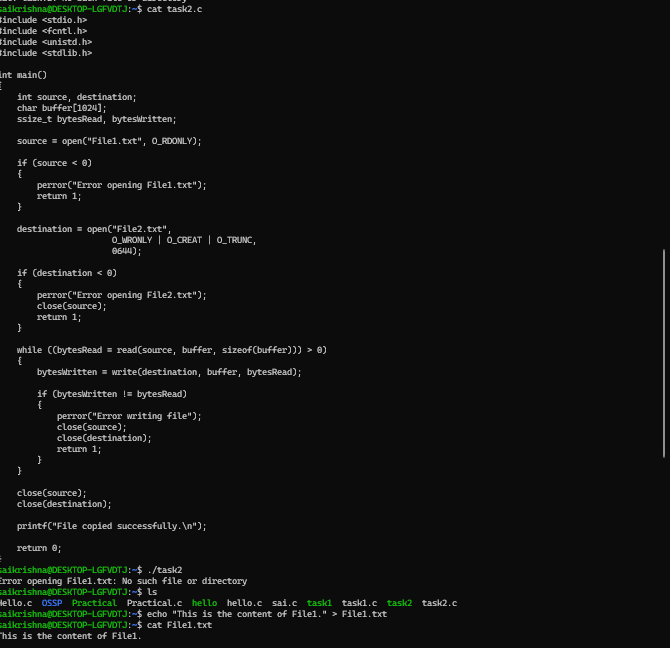 saikrishna@DESKTOP-LGFVDTJ:~$ cat task2.c
#include <stdio.h>
#include <fcntl.h>
#include <unistd.h>
#include <stdlib.h>

int main()
{
    int source, destination;
    char buffer[1024];
    ssize_t bytesRead, bytesWritten;

    source = open("File1.txt", O_RDONLY);

    if (source < 0)
    {
        perror("Error opening File1.txt");
        return 1;
    }

    destination = open("File2.txt",
                       O_WRONLY | O_CREAT | O_TRUNC,
                       0644);

    if (destination < 0)
    {
        perror("Error opening File2.txt");
        close(source);
        return 1;
    }

    while ((bytesRead = read(source, buffer, sizeof(buffer))) > 0)
    {
        bytesWritten = write(destination, buffer, bytesRead);

        if (bytesWritten != bytesRead)
        {
            perror("Error writing file");
            close(source);
            close(destination);
            return 1;
        }
    }

    close(source);
    close(destination);

    printf("File copied successfully.\n");

    return 0;
}
saikrishna@DESKTOP-LGFVDTJ:~$ ./task2
Error opening File1.txt: No such file or directory
saikrishna@DESKTOP-LGFVDTJ:~$ ls
Hello.c  OSSP  Practical  Practical.c  hello  hello.c  sai.c  task1  task1.c  task2  task2.c
saikrishna@DESKTOP-LGFVDTJ:~$ echo "This is the content of File1." > File1.txt
saikrishna@DESKTOP-LGFVDTJ:~$ cat File1.txt
This is the content of File1.